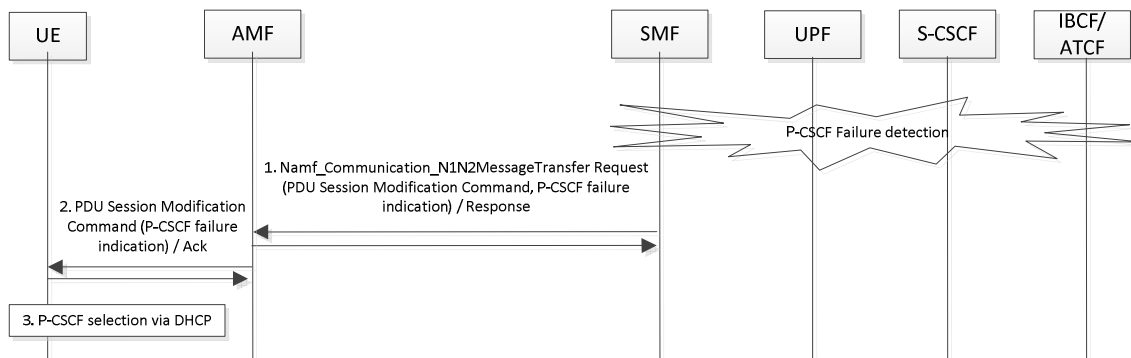 UE
AMF
SMF
UPF
S-CSCF
IBCF/
ATCF
P-CSCF Failure detection
1. Namf_Communication_N1N2MessageTransfer Request
(PDU Session Modification Command, P-CSCF failure
indication) / Response
2. PDU Session Modification
Command (P-CSCF failure
indication) / Ack
3. P-CSCF selection via DHCP